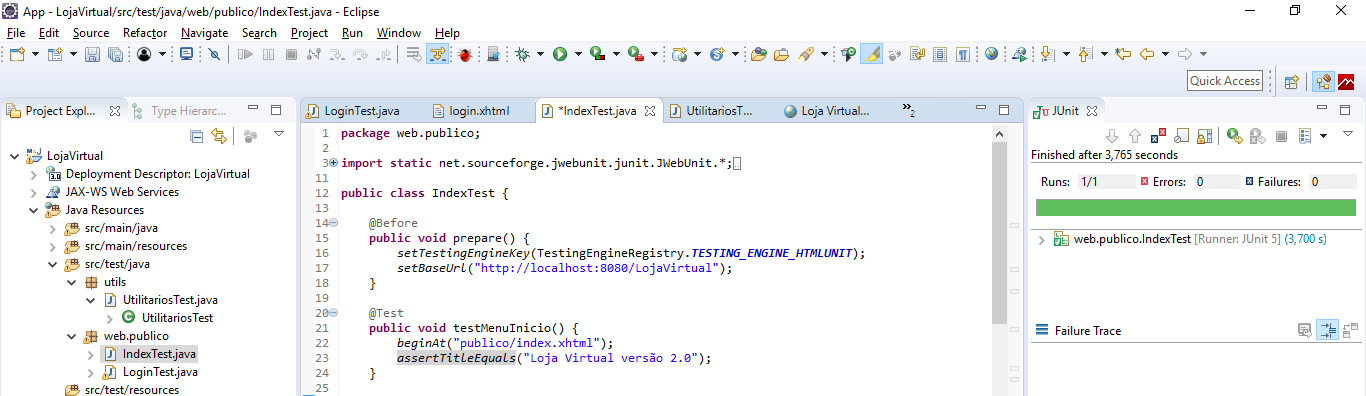 App - LojaVirtual/src/test/java/web/publico/IndexTest.java - Eclipse
File Edit Source Refactor Navigate Search Project Run Window Help
Quick Access
Project Expl...
Type Hierarc...
LojaVirtual
Deployment Descriptor: LojaVirtual
JAX-WS Web Services
Java Resources
src/main/java
src/main/resources
src/test/java
utils
UtilitariosTest.java
UtilitariosTest
web.publico
IndexTest.java
LoginTest.java
src/test/resources
LoginTest.java login.xhtml *IndexTest.java UtilitariosT... Loja Virtual... »2
1 package web.publico;
2
3 import static net.sourceforge.jwebunit.junit.JWebUnit.*;
11
12 public class IndexTest {
13
14 @Before
15 public void prepare() {
16 setTestingEngineKey(TestingEngineRegistry.TESTING_ENGINE_HTMLUNIT);
17 setBaseUrl("http://localhost:8080/LojaVirtual");
18 }
19
20 @Test
21 public void testMenuInicio() {
22 beginAt("publico/index.xhtml");
23 assertTitleEquals("Loja Virtual versão 2.0");
24 }
25
JUnit
Finished after 3,765 seconds
Runs: 1/1 Errors: 0 Failures: 0
web.publico.IndexTest [Runner: JUnit 5] (3,700 s)
Failure Trace